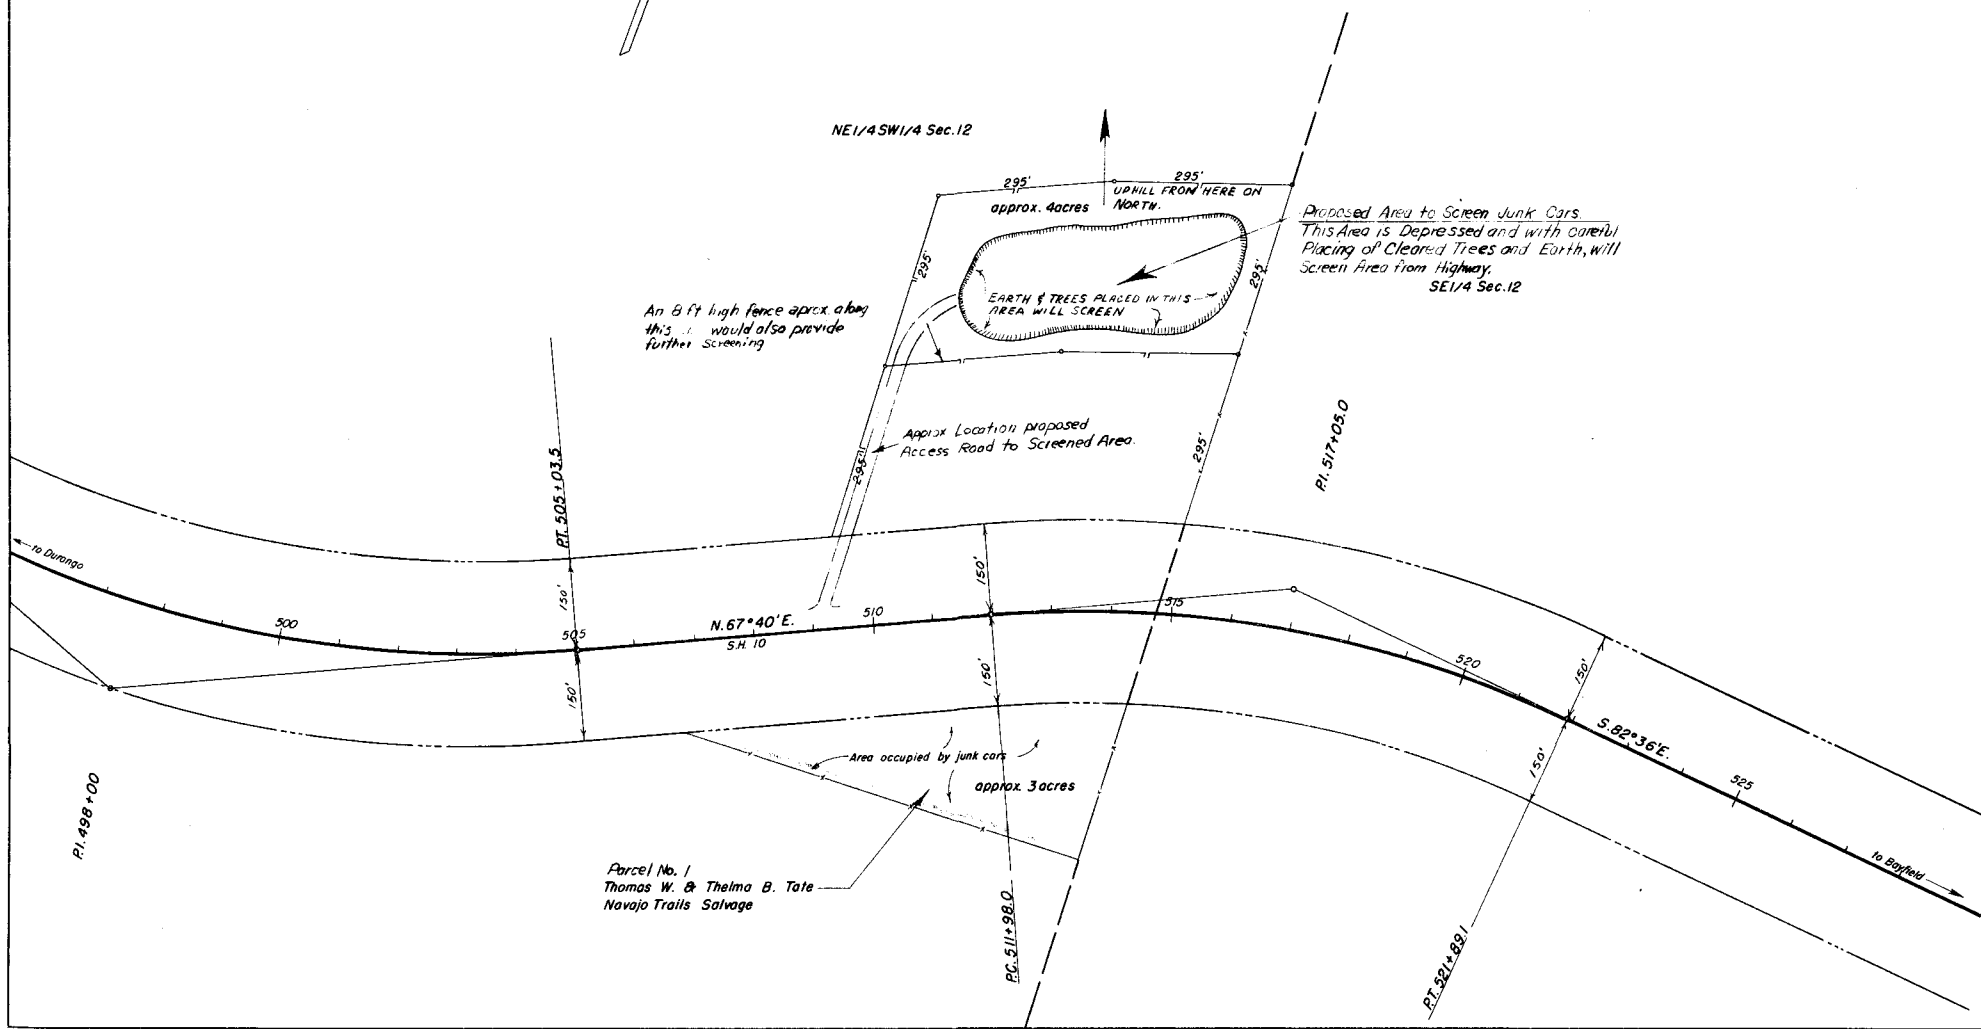 NE1/4 SW1/4 Sec. 12
295'
295'
UPHILL FROM HERE ON
NORTH.
approx. 4acres
Proposed Area to Screen Junk Cars.
This Area is Depressed and with careful
Placing of Cleared Trees and Earth, will
Screen Area from Highway.
SE1/4 Sec. 12
295'
295'
EARTH & TREES PLACED IN THIS
AREA WILL SCREEN
An 8 ft high fence aprox. along
this would also provide
further screening
Approx Location proposed
Access Road to Screened Area.
295'
295'
P.I. 517+05.0
P.T. 505+03.5
to Durango
150'
150'
500
505
N. 67°40'E.
S.H. 10
510
150'
150'
515
520
150'
150'
S. 82°36'E.
525
to Bayfield
Area occupied by junk cars
approx. 3 acres
P.I. 498+00
Parcel No. 1
Thomas W. & Thelma B. Tate
Navajo Trails Salvage
P.C. 511+98.0
P.T. 521+89.1